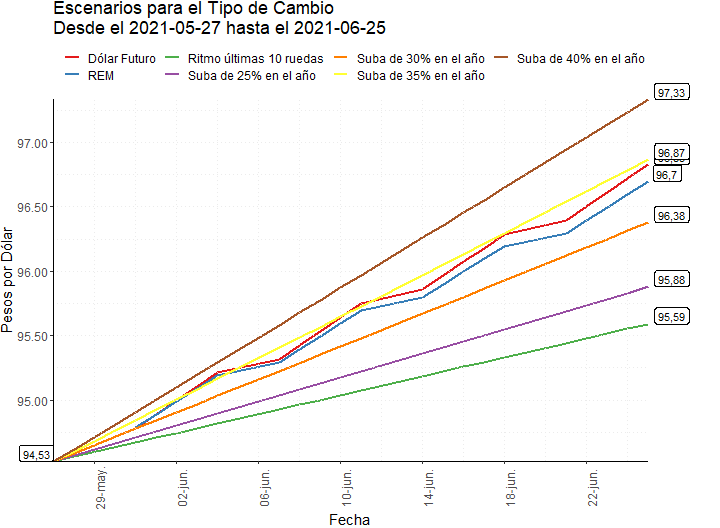 Escenarios para el Tipo de Cambio
Desde el 2021-05-27 hasta el 2021-06-25
Dólar Futuro
Ritmo últimas 10 ruedas
Suba de 30% en el año
Suba de 40% en el año
REM
Suba de 25% en el año
Suba de 35% en el año
97,33
97.00
96,87
96,7
96.50
96,38
96.00
95,88
95,59
95.50
95.00
94,53
Pesos por Dólar
29-may.
02-jun.
06-jun.
10-jun.
14-jun.
18-jun.
22-jun.
Fecha